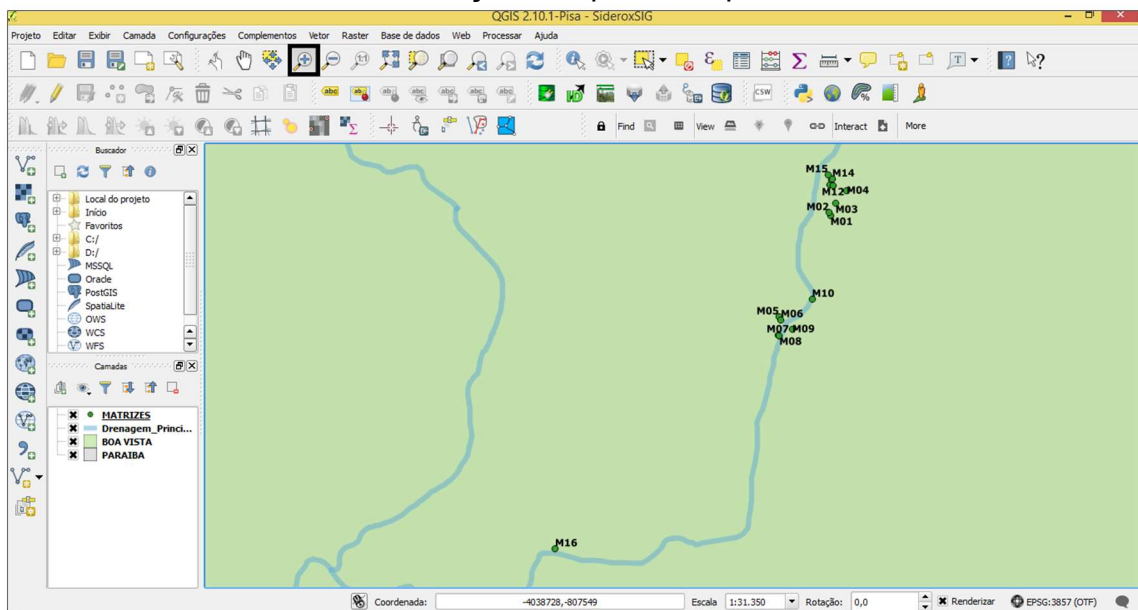 QGIS 2.10.1-Pisa - SideroxSIG
Projeto Editar Exibir Camada Configurações Complementos Vetor Raster Base de dados Web Processar Ajuda
Find View Interact More
Buscador
Local do projeto
Início
Favoritos
C:/
D:/
MSSQL
Oracle
PostGIS
SpatiaLite
OWS
WCS
WFS
Camadas
MATRIZES
Drenagem_Princi...
BOA VISTA
PARAIBA
M15
M14
M12
M04
M02
M03
M01
M10
M05
M06
M07
M09
M08
M16
Coordenada: -4038728,-807549 Escala 1:31.350 Rotação: 0,0 Renderizar EPSG:3857 (OTF)